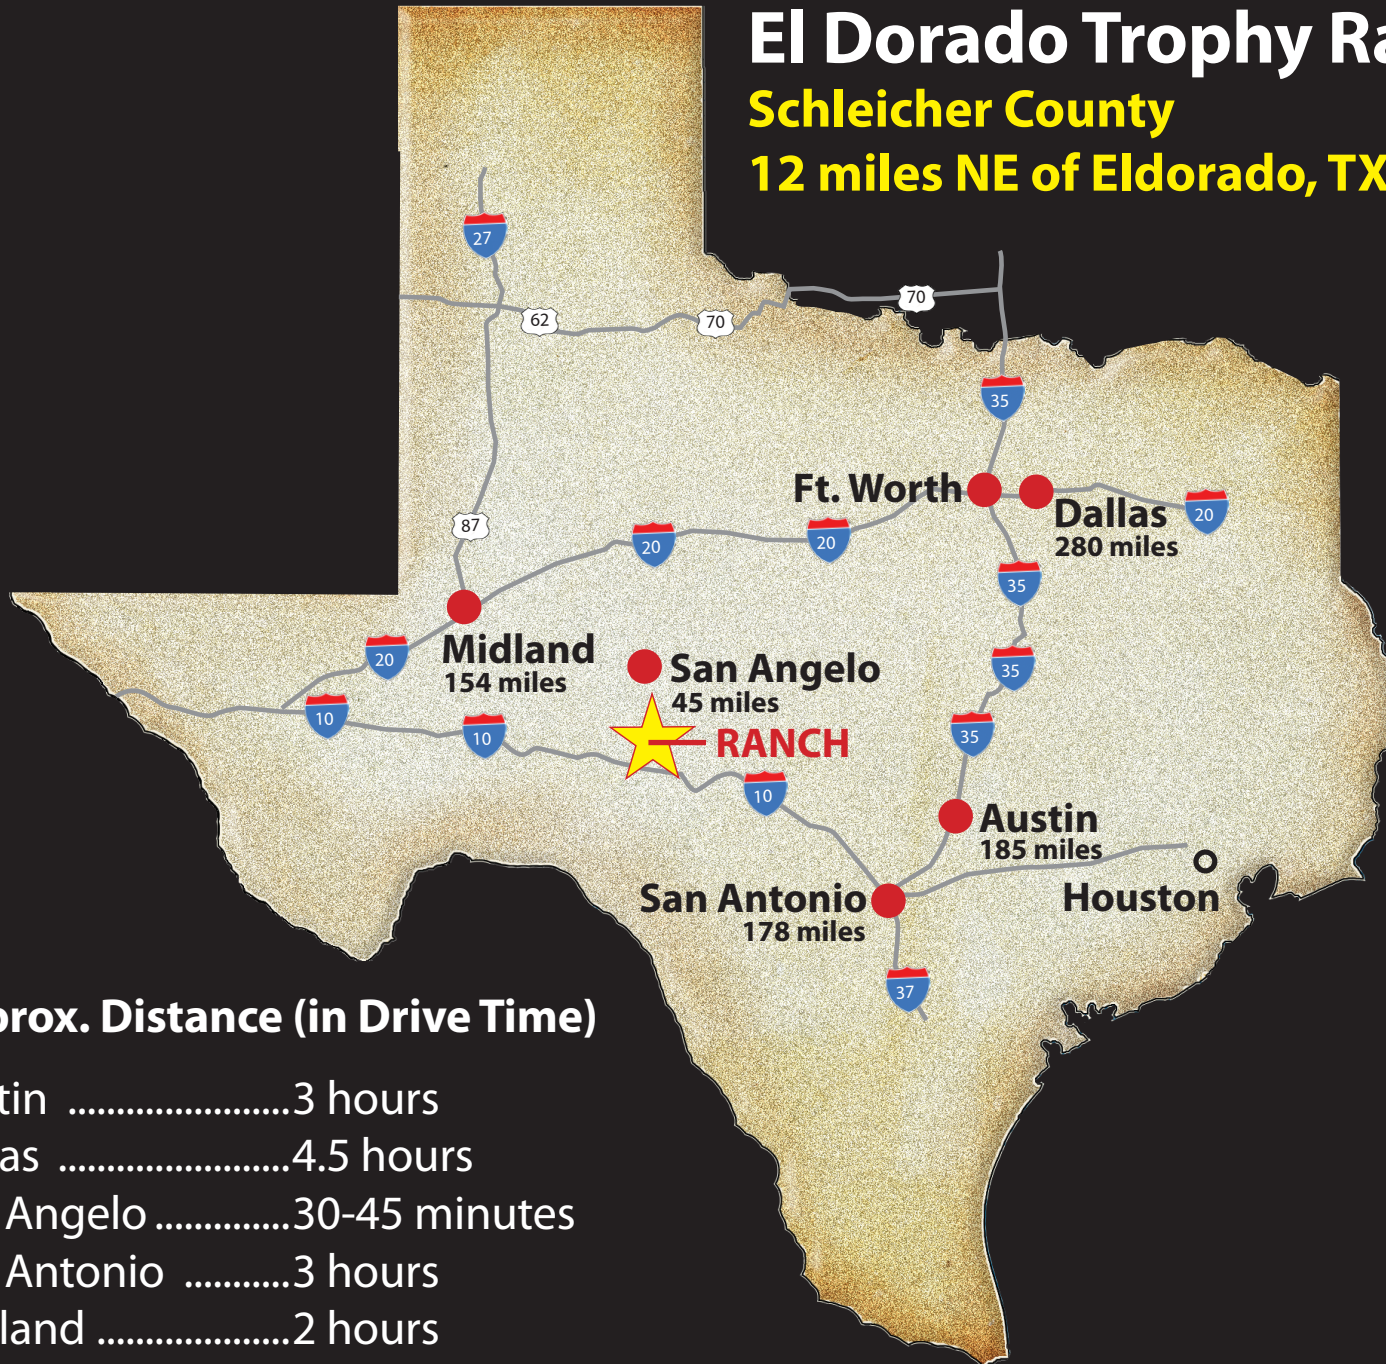 El Dorado Trophy Ra
Schleicher County
12 miles NE of Eldorado, TX
27
62
70
70
35
87
20
20
Ft. Worth
Dallas
280 miles
20
35
Midland
154 miles
20
San Angelo
45 miles
35
10
10
RANCH
35
10
Austin
185 miles
Houston
San Antonio
178 miles
37
prox. Distance (in Drive Time)
tin ........................3 hours
as ........................4.5 hours
Angelo ..............30-45 minutes
Antonio ...........3 hours
land ....................2 hours